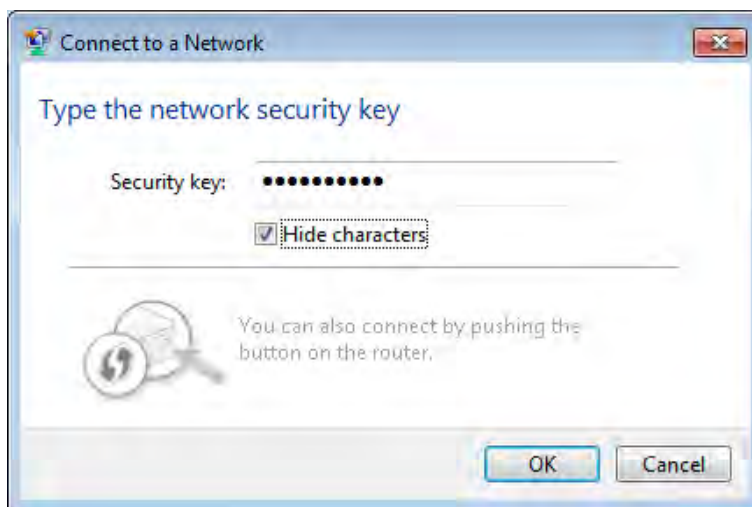 Connect to a Network
Type the network security key
Security key: ••••••••••
Hide characters
You can also connect by pushing the
button on the router.
OK Cancel